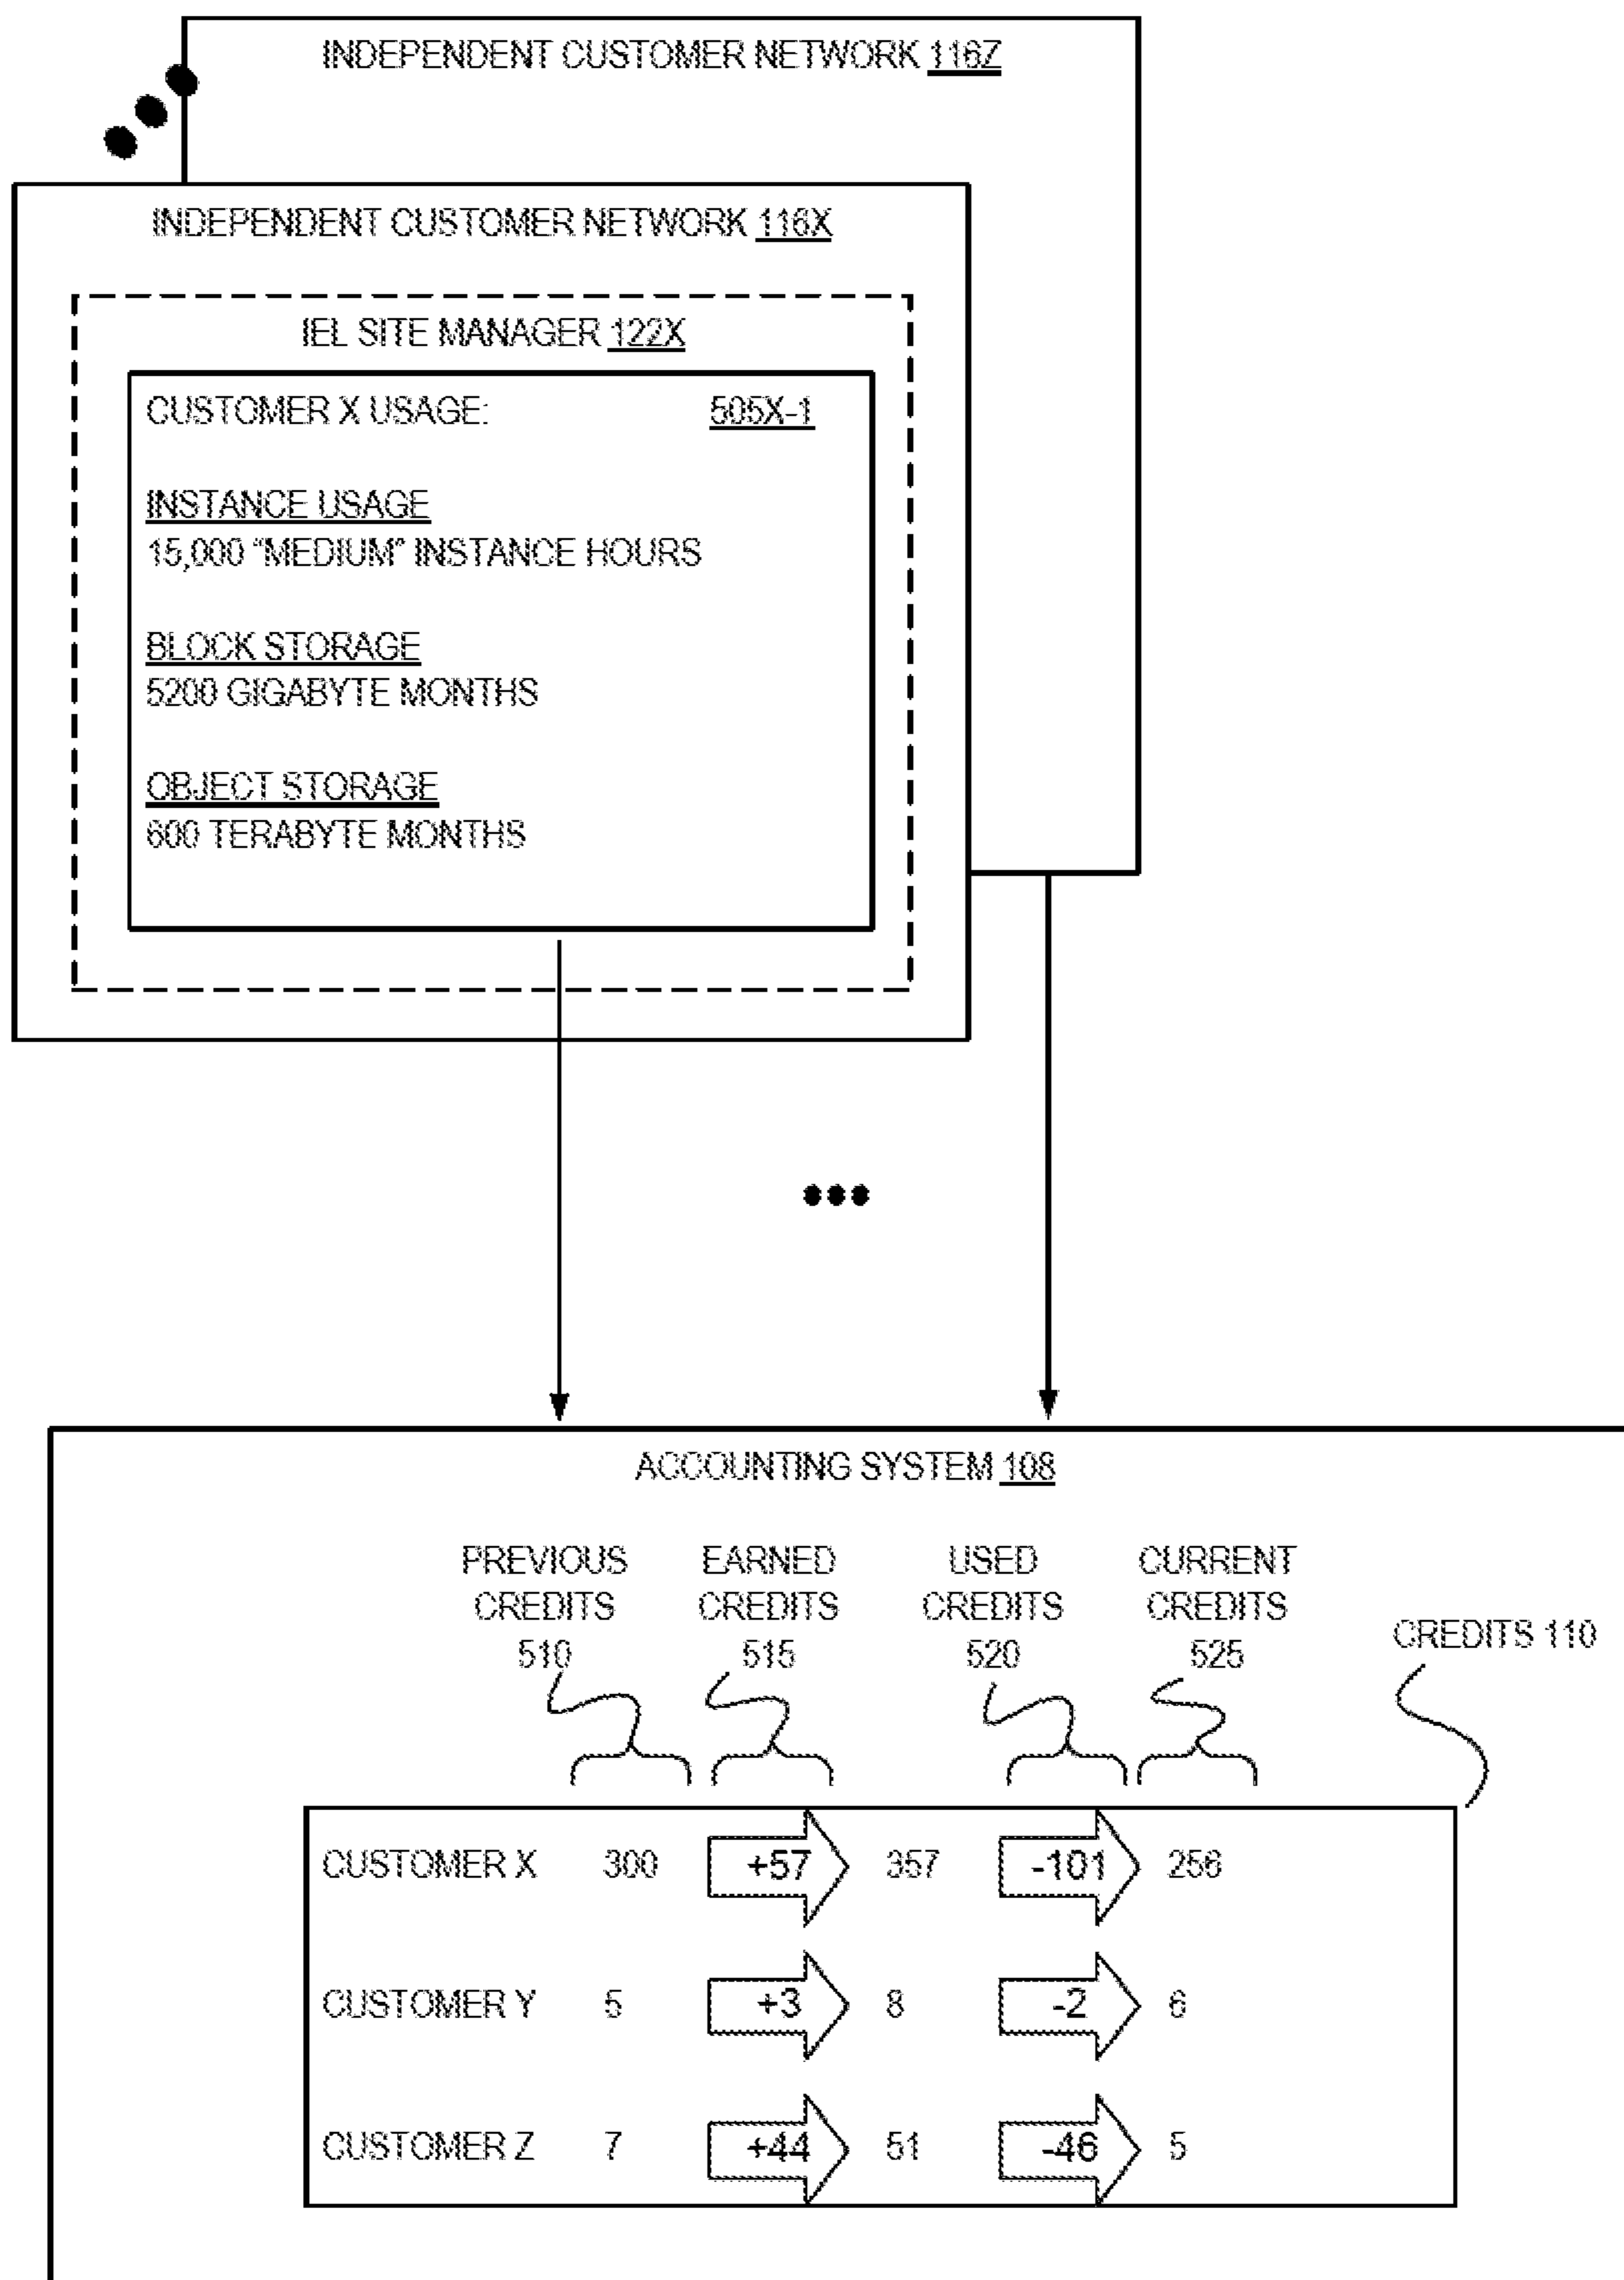 INDEPENDENT CUSTOMER NETWORK 116Z
INDEPENDENT CUSTOMER NETWORK 116X
IEL SITE MANAGER 122X
CUSTOMER X USAGE: 505X-1
INSTANCE USAGE
15,000 "MEDIUM" INSTANCE HOURS
BLOCK STORAGE
5200 GIGABYTE MONTHS
OBJECT STORAGE
600 TERABYTE MONTHS
ACCOUNTING SYSTEM 108
PREVIOUS CREDITS 510
EARNED CREDITS 515
USED CREDITS 520
CURRENT CREDITS 525
CREDITS 110
CUSTOMER X 300 +57 357 -101 256
CUSTOMER Y 5 +3 8 -2 6
CUSTOMER Z 7 +44 51 -46 5